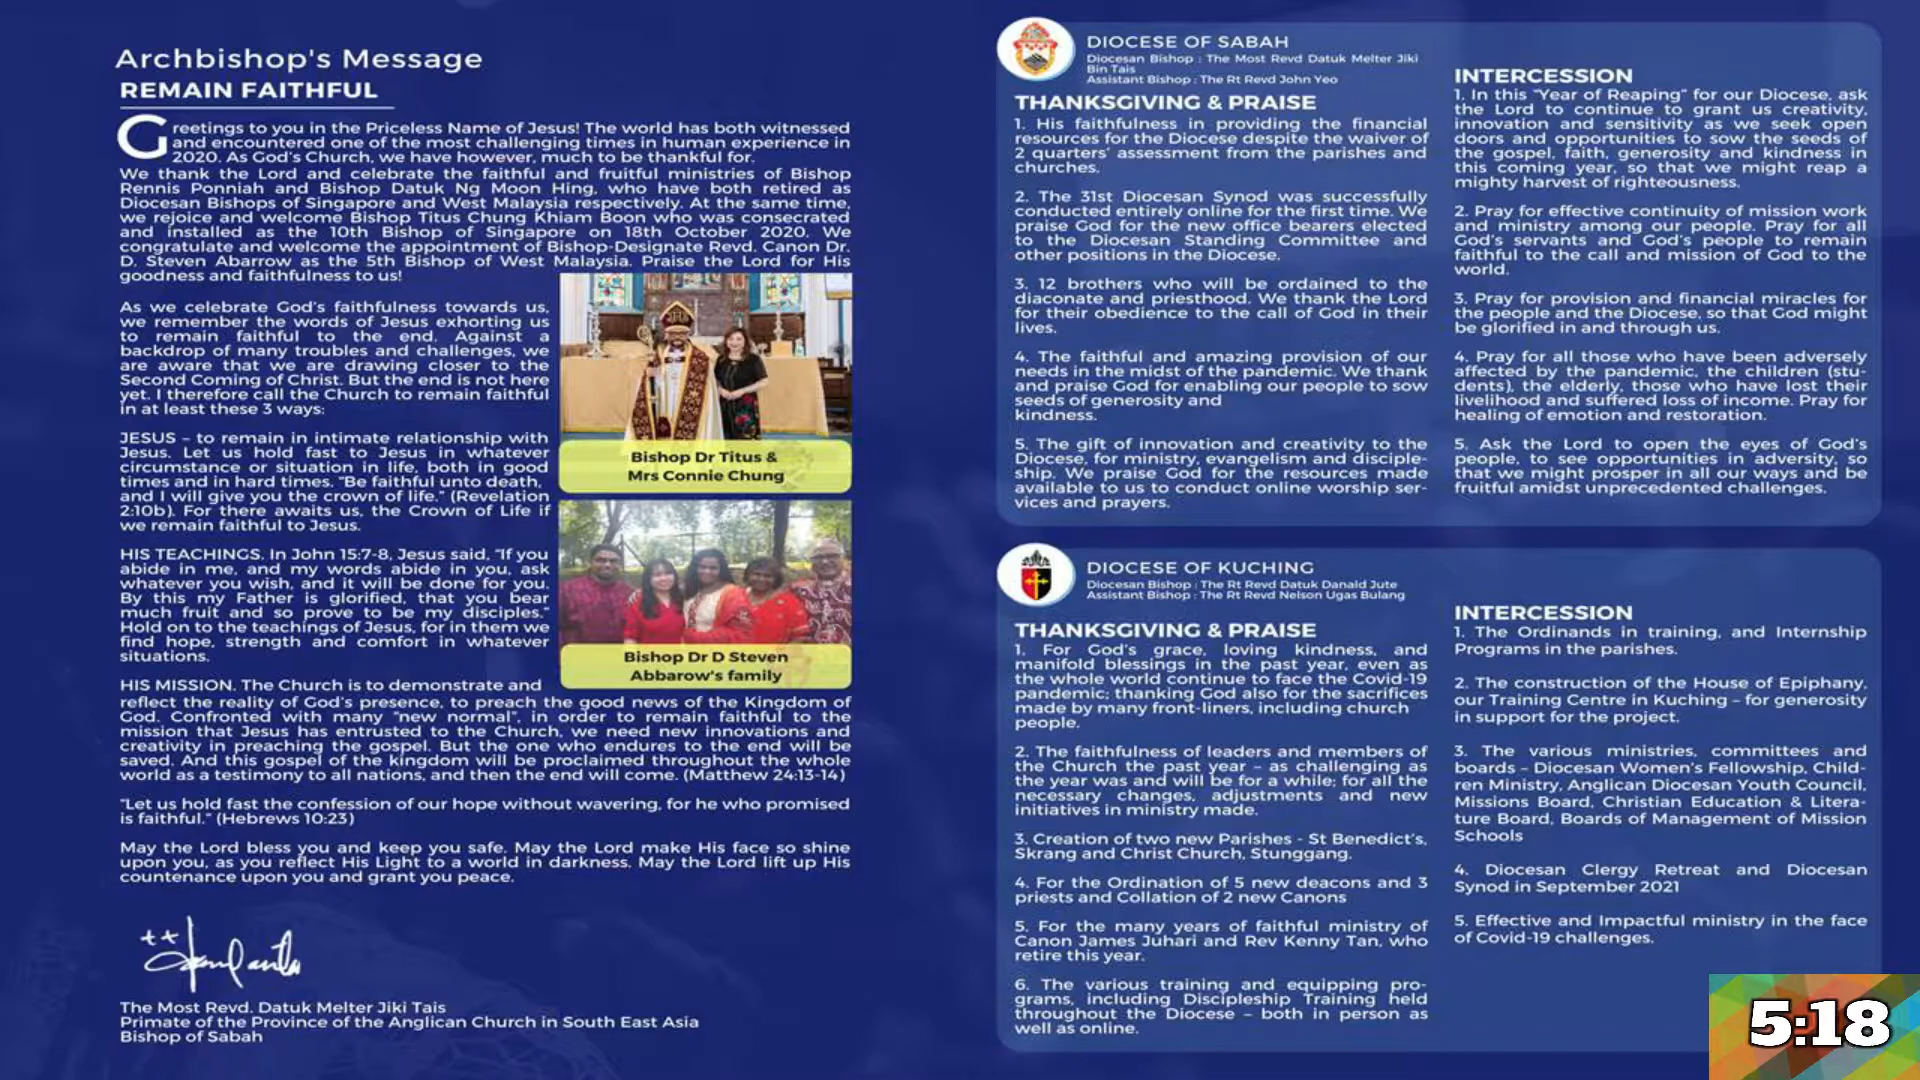 Archbishop's Message
REMAIN FAITHFUL
Greetings to you in the Priceless Name of Jesus! The world has both witnessed
and encountered one of the most challenging times in human experience in
2020. As God's Church, we have however, much to be thankful for.
We thank the Lord and celebrate the faithful and fruitful ministries of Bishop
Rennis Ponniah and Bishop Datuk Ng Moon Hing, who have both retired as
Diocesan Bishops of Singapore and West Malaysia respectively. At the same time,
we rejoice and welcome Bishop Titus Chung Khiam Boon who was consecrated
and installed as the 10th Bishop of Singapore on 18th October 2020. We
congratulate and welcome the appointment of Bishop-Designate Revd. Canon Dr.
D. Steven Abarrow as the 5th Bishop of West Malaysia. Praise the Lord for His
goodness and faithfulness to us!
As we celebrate God's faithfulness towards us,
we remember the words of Jesus exhorting us
to remain faithful to the end. Against a
backdrop of many troubles and challenges, we
are aware that we are drawing closer to the
Second Coming of Christ. But the end is not here
yet. I therefore call the Church to remain faithful
in at least these 3 ways:
JESUS – to remain in intimate relationship with
Jesus. Let us hold fast to Jesus in whatever
circumstance or situation in life, both in good
times and in hard times. "Be faithful unto death,
and I will give you the crown of life." (Revelation
2:10b). For there awaits us, the Crown of Life if
we remain faithful to Jesus.
HIS TEACHINGS. In John 15:7-8, Jesus said, "If you
abide in me, and my words abide in you, ask
whatever you wish, and it will be done for you.
By this my Father is glorified, that you bear
much fruit and so prove to be my disciples."
Hold on to the teachings of Jesus, for in them we
find hope, strength and comfort in whatever
situations.
HIS MISSION. The Church is to demonstrate and
reflect the reality of God's presence, to preach the good news of the Kingdom of
God. Confronted with many "new normal", in order to remain faithful to the
mission that Jesus has entrusted to the Church, we need new innovations and
creativity in preaching the gospel. But the one who endures to the end will be
saved. And this gospel of the kingdom will be proclaimed throughout the whole
world as a testimony to all nations, and then the end will come. (Matthew 24:13-14)
"Let us hold fast the confession of our hope without wavering, for he who promised
is faithful." (Hebrews 10:23)
May the Lord bless you and keep you safe. May the Lord make His face so shine
upon you, as you reflect His Light to a world in darkness. May the Lord lift up His
countenance upon you and grant you peace.
The Most Revd. Datuk Melter Jiki Tais
Primate of the Province of the Anglican Church in South East Asia
Bishop of Sabah
Bishop Dr Titus &
Mrs Connie Chung
Bishop Dr D Steven
Abbarow's family
DIOCESE OF SABAH
Diocesan Bishop : The Most Revd Datuk Melter Jiki
Bin Tais
Assistant Bishop : The Rt Revd John Yeo
THANKSGIVING & PRAISE
1. His faithfulness in providing the financial
resources for the Diocese despite the waiver of
2 quarters' assessment from the parishes and
churches.
2. The 31st Diocesan Synod was successfully
conducted entirely online for the first time. We
praise God for the new office bearers elected
to the Diocesan Standing Committee and
other positions in the Diocese.
3. 12 brothers who will be ordained to the
diaconate and priesthood. We thank the Lord
for their obedience to the call of God in their
lives.
4. The faithful and amazing provision of our
needs in the midst of the pandemic. We thank
and praise God for enabling our people to sow
seeds of generosity and
kindness.
5. The gift of innovation and creativity to the
Diocese, for ministry, evangelism and disciple-
ship. We praise God for the resources made
available to us to conduct online worship ser-
vices and prayers.
INTERCESSION
1. In this "Year of Reaping" for our Diocese, ask
the Lord to continue to grant us creativity,
innovation and sensitivity as we seek open
doors and opportunities to sow the seeds of
the gospel, faith, generosity and kindness in
this coming year, so that we might reap a
mighty harvest of righteousness.
2. Pray for effective continuity of mission work
and ministry among our people. Pray for all
God's servants and God's people to remain
faithful to the call and mission of God to the
world.
3. Pray for provision and financial miracles for
the people and the Diocese, so that God might
be glorified in and through us.
4. Pray for all those who have been adversely
affected by the pandemic, the children (stu-
dents), the elderly, those who have lost their
livelihood and suffered loss of income. Pray for
healing of emotion and restoration.
5. Ask the Lord to open the eyes of God's
people, to see opportunities in adversity, so
that we might prosper in all our ways and be
fruitful amidst unprecedented challenges.
DIOCESE OF KUCHING
Diocesan Bishop : The Rt Revd Datuk Danald Jute
Assistant Bishop : The Rt Revd Nelson Ugas Bulang
THANKSGIVING & PRAISE
1. For God's grace, loving kindness, and
manifold blessings in the past year, even as
the whole world continue to face the Covid-19
pandemic; thanking God also for the sacrifices
made by many front-liners, including church
people.
2. The faithfulness of leaders and members of
the Church the past year – as challenging as
the year was and will be for a while; for all the
necessary changes, adjustments and new
initiatives in ministry made.
3. Creation of two new Parishes - St Benedict's,
Skrang and Christ Church, Stunggang.
4. For the Ordination of 5 new deacons and 3
priests and Collation of 2 new Canons
5. For the many years of faithful ministry of
Canon James Juhari and Rev Kenny Tan, who
retire this year.
6. The various training and equipping pro-
grams, including Discipleship Training held
throughout the Diocese – both in person as
well as online.
INTERCESSION
1. The Ordinands in training, and Internship
Programs in the parishes.
2. The construction of the House of Epiphany,
our Training Centre in Kuching – for generosity
in support for the project.
3. The various ministries, committees and
boards – Diocesan Women's Fellowship, Child-
ren Ministry, Anglican Diocesan Youth Council,
Missions Board, Christian Education & Litera-
ture Board, Boards of Management of Mission
Schools
4. Diocesan Clergy Retreat and Diocesan
Synod in September 2021
5. Effective and Impactful ministry in the face
of Covid-19 challenges.
5:18